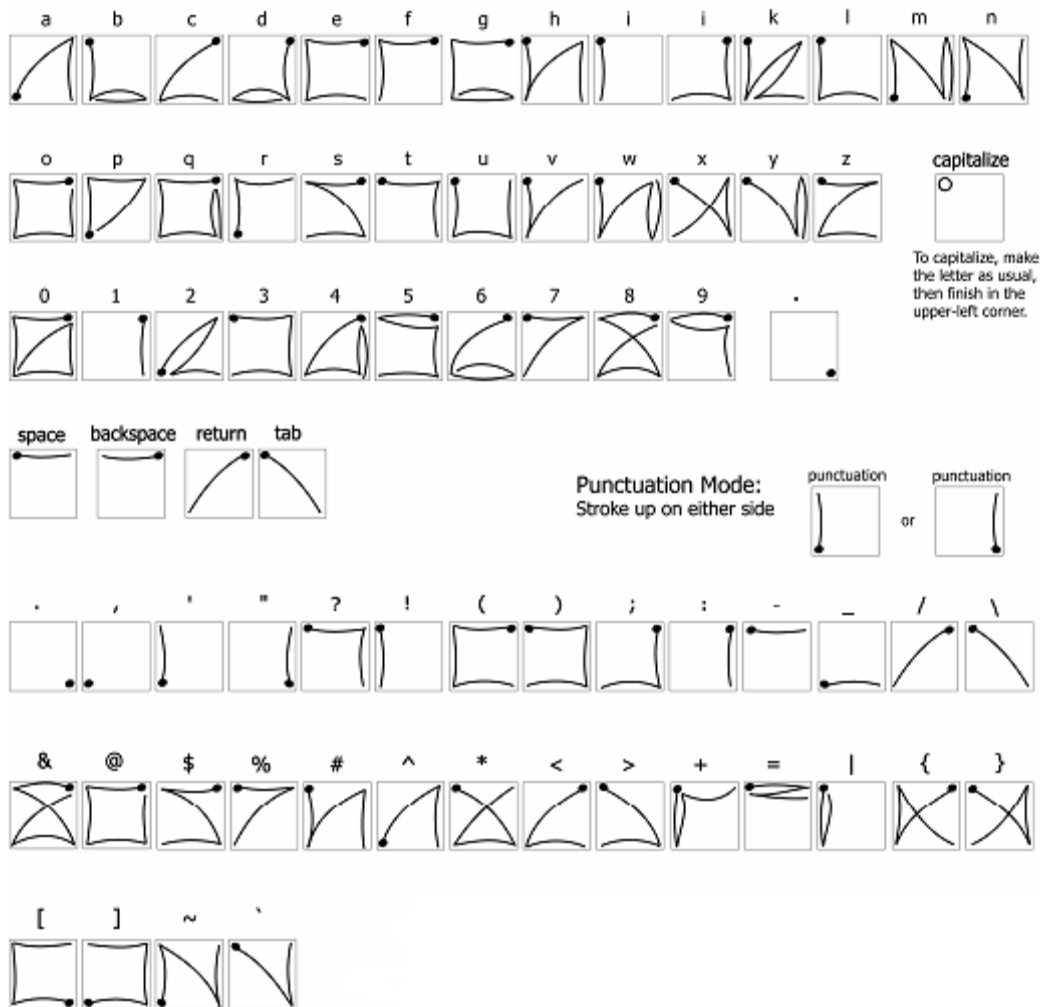 a b c d e f g h i i k l m n
o p q r s t u v w x y z capitalize
To capitalize, make
the letter as usual,
then finish in the
upper-left corner.
0 1 2 3 4 5 6 7 8 9 .
space backspace return tab
Punctuation Mode:
Stroke up on either side
punctuation or punctuation
. , ' " ? ! ( ) ; : - _ / \
& @ $ % # ^ * < > + = | { }
[ ] ~ `